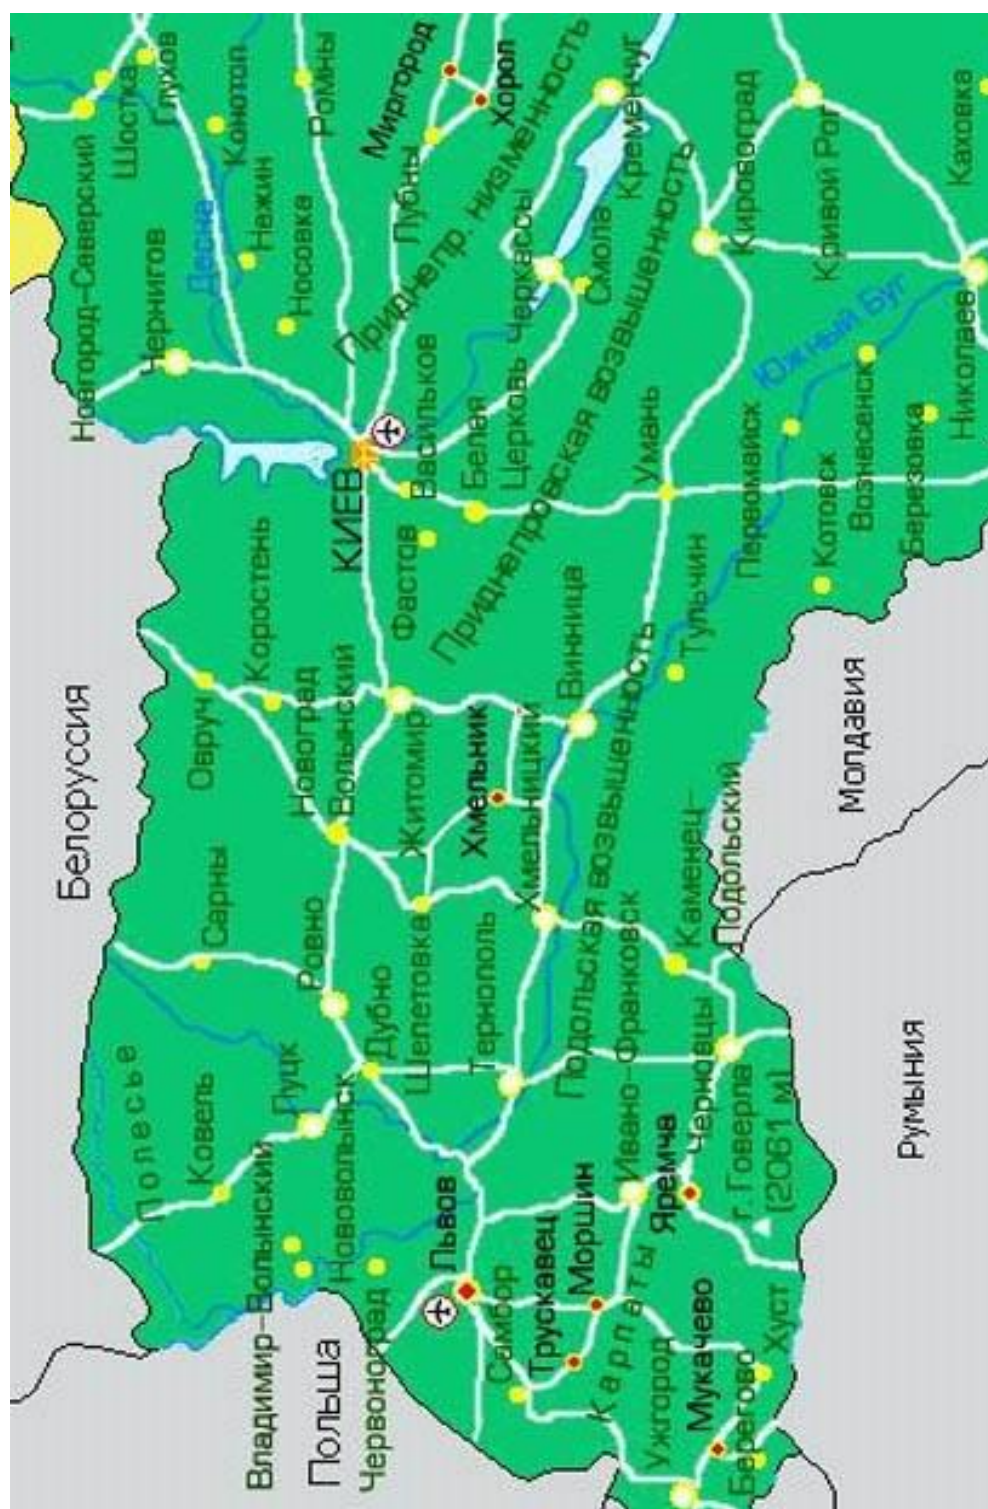 Белоруссия
Новгород-Северский
Шостка
Полесье
Чернигов
Глухов
Ковель
Овруч
Сарны
Десна
Конотоп
Владимир-Волынский
Луцк
Коростень
Нежин
Носовка
Польша
Ровно
Новоград
Волынский
Ромны
Нововолынск
КИЕВ
Червоноград
Дубно
Житомир
Фастов
Миргород
Шепетовка
Лубны
Васильков
Львов
Тернополь
Хмельник
Белая
Церковь
Хорол
Самбор
Хмельницкий
Черкассы
Приднепр. низменность
Трускавец
Моршин
Винница
Смола
Приднепровская возвышенность
Подольская возвышенность
Карпаты
Ивано-Франковск
Умань
Кременчуг
Ужгород
Яремча
Каменец-
Подольский
Тульчин
Мукачево
Черновцы
Первомайск
Кировоград
Берегово
г. Говерла
(2061 м)
Южный Буг
Хуст
Котовск
Кривой Рог
Молдавия
Вознесенск
Румыния
Березовка
Николаев
Каховка